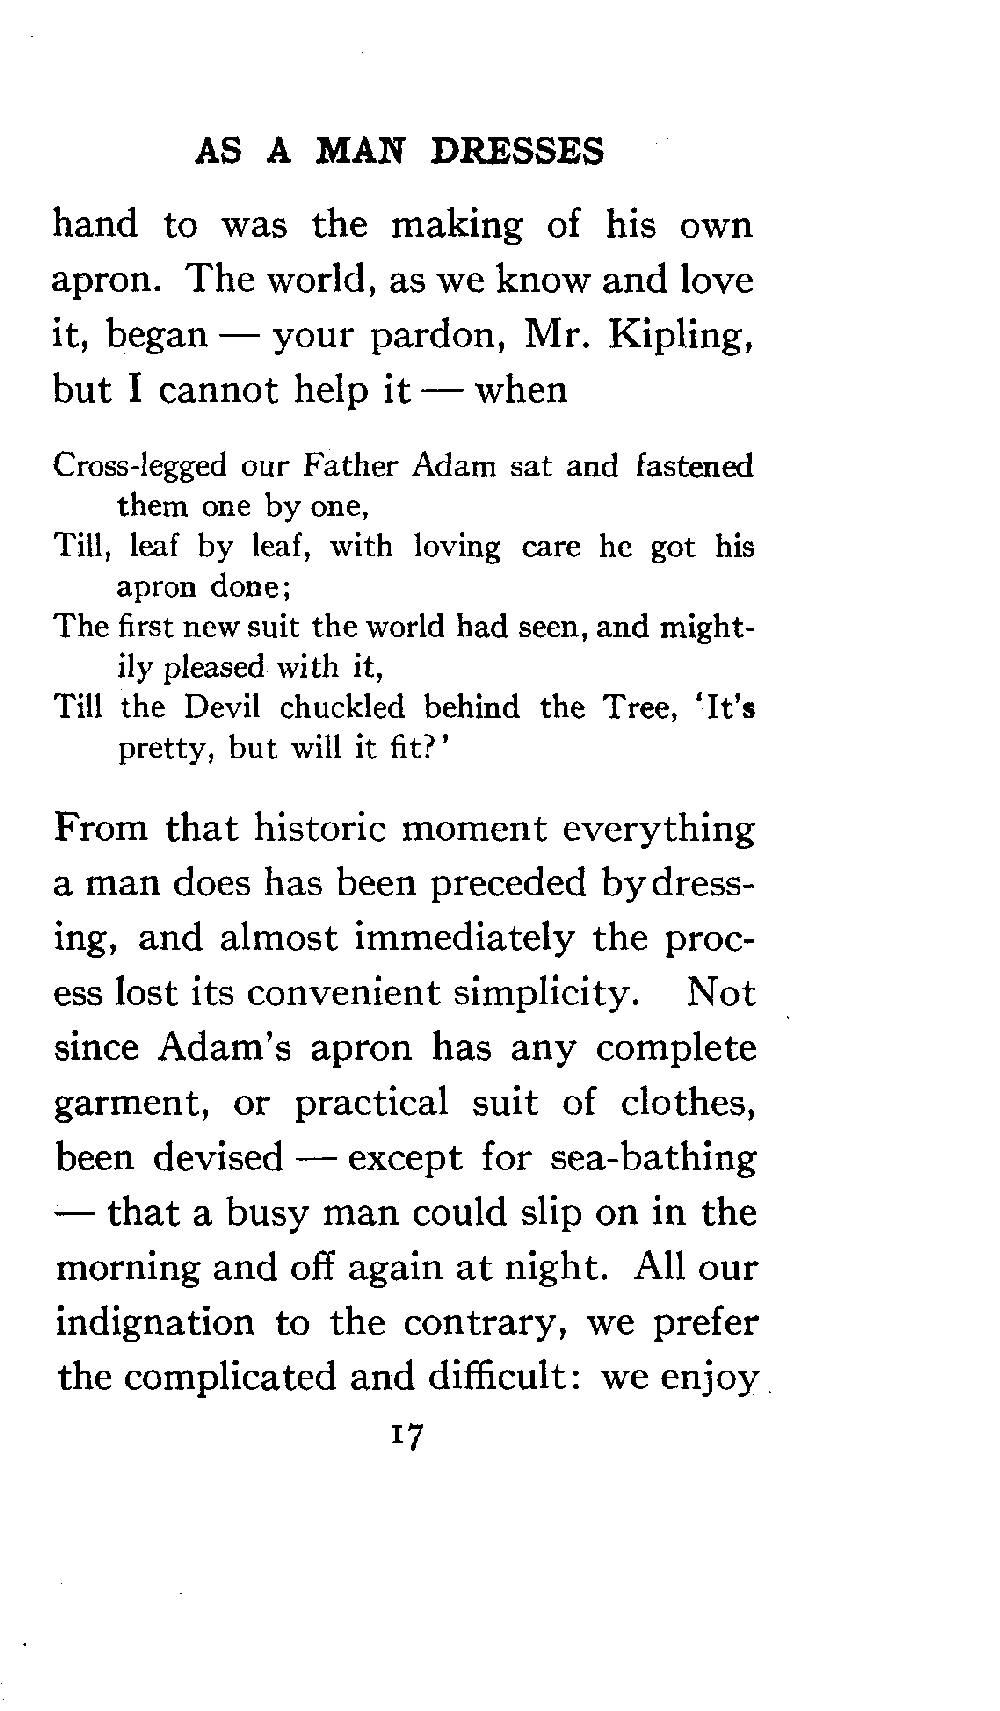 AS A MAN DRESSES
hand to was the making of his own
apron. The world, as we know and love
it, began — your pardon, Mr. Kipling,
but I cannot help it — when
Cross-legged our Father Adam sat and fastened
them one by one,
Till, leaf by leaf, with loving care he got his
apron done;
The first new suit the world had seen, and might-
ily pleased with it,
Till the Devil chuckled behind the Tree, ‘It’s
pretty, but will it fit?’
From that historic moment everything
a man does has been preceded by dress-
ing, and almost immediately the proc-
ess lost its convenient simplicity. Not
since Adam’s apron has any complete
garment, or practical suit of clothes,
been devised — except for sea-bathing
— that a busy man could slip on in the
morning and off again at night. All our
indignation to the contrary, we prefer
the complicated and difficult: we enjoy
17